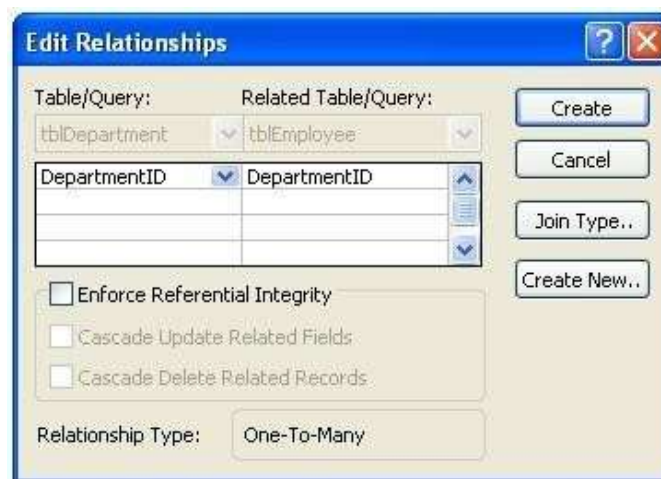 Edit Relationships
Table/Query: Related Table/Query:
tblDepartment tblEmployee
DepartmentID DepartmentID
Create
Cancel
Join Type..
Create New..
Enforce Referential Integrity
Cascade Update Related Fields
Cascade Delete Related Records
Relationship Type: One-To-Many